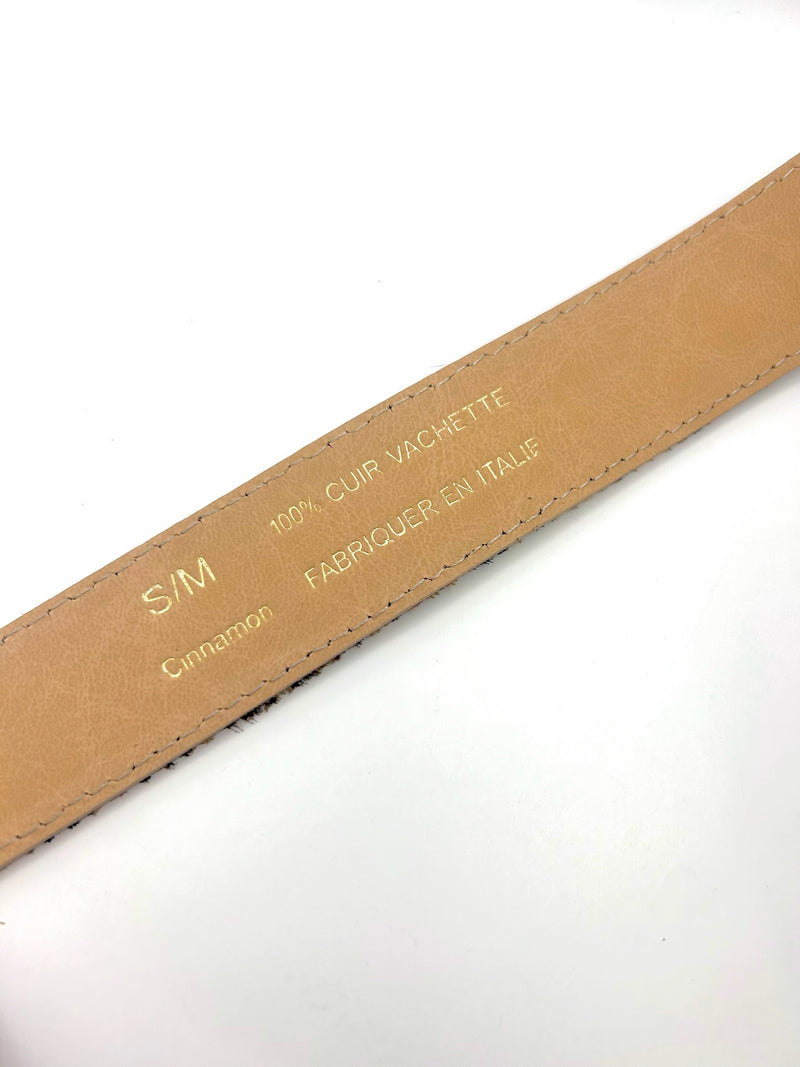 S/M
Cinnamon
100% CUIR VACHETTE
FABRIQUER EN ITALIE